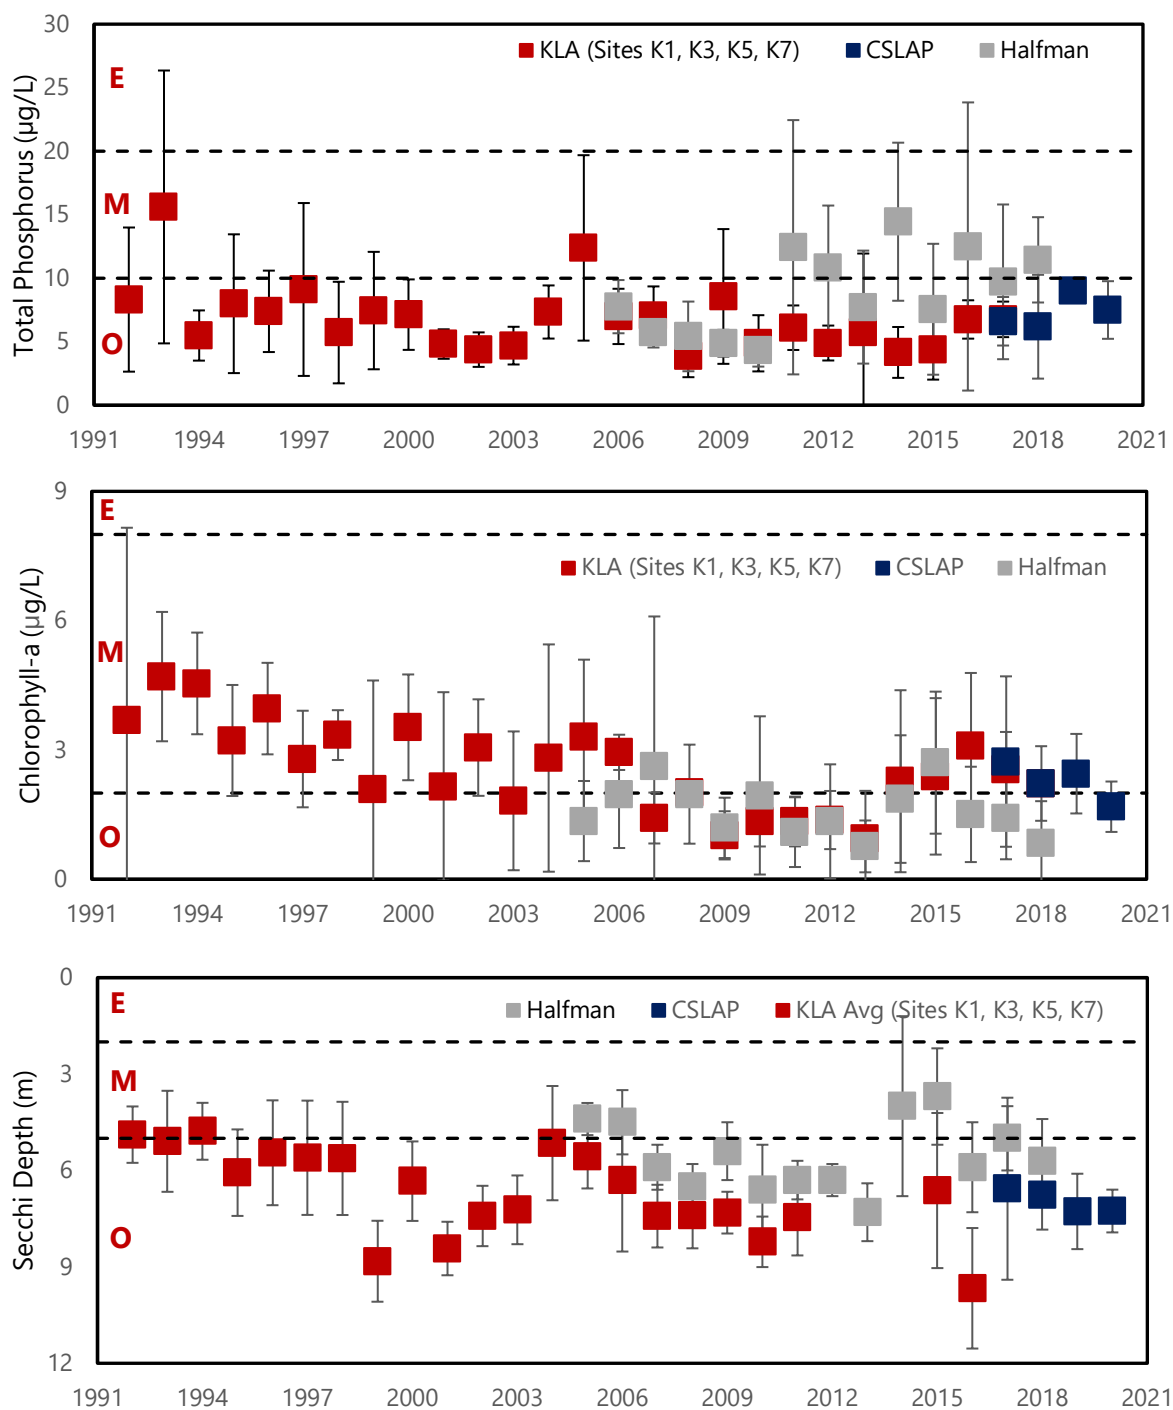 30
KLA (Sites K1, K3, K5, K7) CSLAP Halfman
E
25
20
M
15
10
O
5
0
Total Phosphorus (µg/L)
1991 1994 1997 2000 2003 2006 2009 2012 2015 2018 2021
9
E
KLA (Sites K1, K3, K5, K7) CSLAP Halfman
6
M
3
O
0
Chlorophyll-a (µg/L)
1991 1994 1997 2000 2003 2006 2009 2012 2015 2018 2021
0
E
Halfman CSLAP KLA Avg (Sites K1, K3, K5, K7)
3
M
6
O
9
12
Secchi Depth (m)
1991 1994 1997 2000 2003 2006 2009 2012 2015 2018 2021